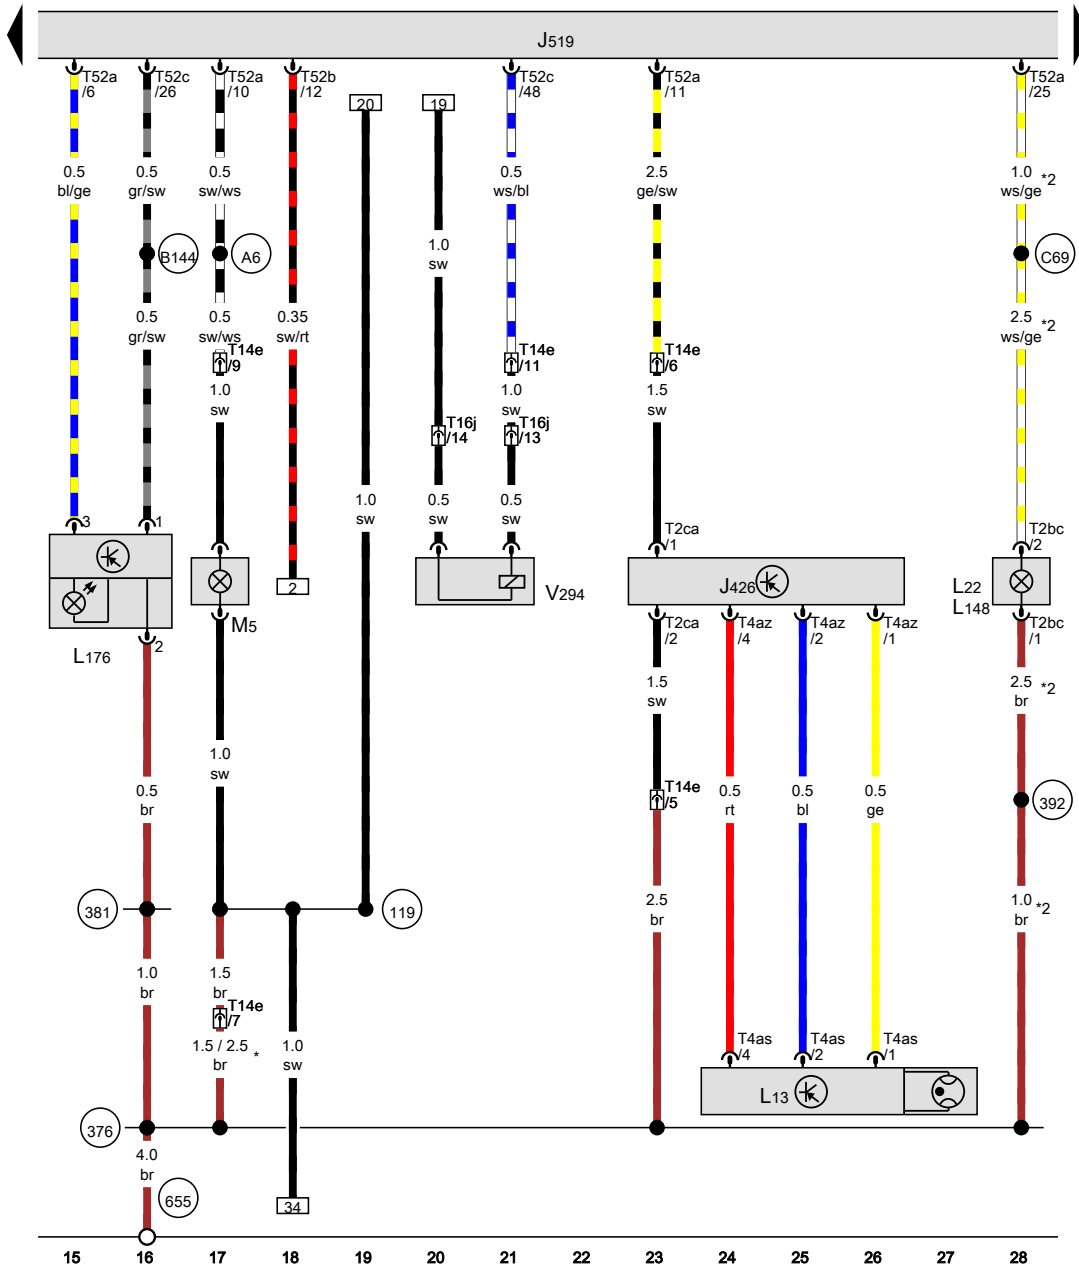 J519
T52a
/6
T52c
/26
T52a
/10
T52b
/12
T52c
/48
T52a
/11
T52a
/25
20
19
0.5
bl/ge
0.5
gr/sw
0.5
sw/ws
0.5
ws/bl
2.5
ge/sw
1.0 *2
ws/ge
B144
A6
C69
1.0
sw
0.5
gr/sw
0.5
sw/ws
0.35
sw/rt
2.5 *2
ws/ge
T14e
/9
T14e
/11
T14e
/6
1.0
sw
1.0
sw
1.5
sw
T16j
/14
T16j
/13
1.0
sw
0.5
sw
0.5
sw
3
1
T2ca
/1
T2bc
/2
2
V294
J426
L22
L148
M5
L176
2
T2ca
/2
T4az
/4
T4az
/2
T4az
/1
T2bc
/1
1.5
sw
2.5 *2
br
1.0
sw
0.5
br
T14e
/5
0.5
rt
0.5
bl
0.5
ge
392
381
119
2.5
br
1.0 *2
br
1.0
br
1.5
br
T14e
/7
1.5 / 2.5 *
br
1.0
sw
T4as
/4
T4as
/2
T4as
/1
L13
376
4.0
br
655
34
15 16 17 18 19 20 21 22 23 24 25 26 27 28